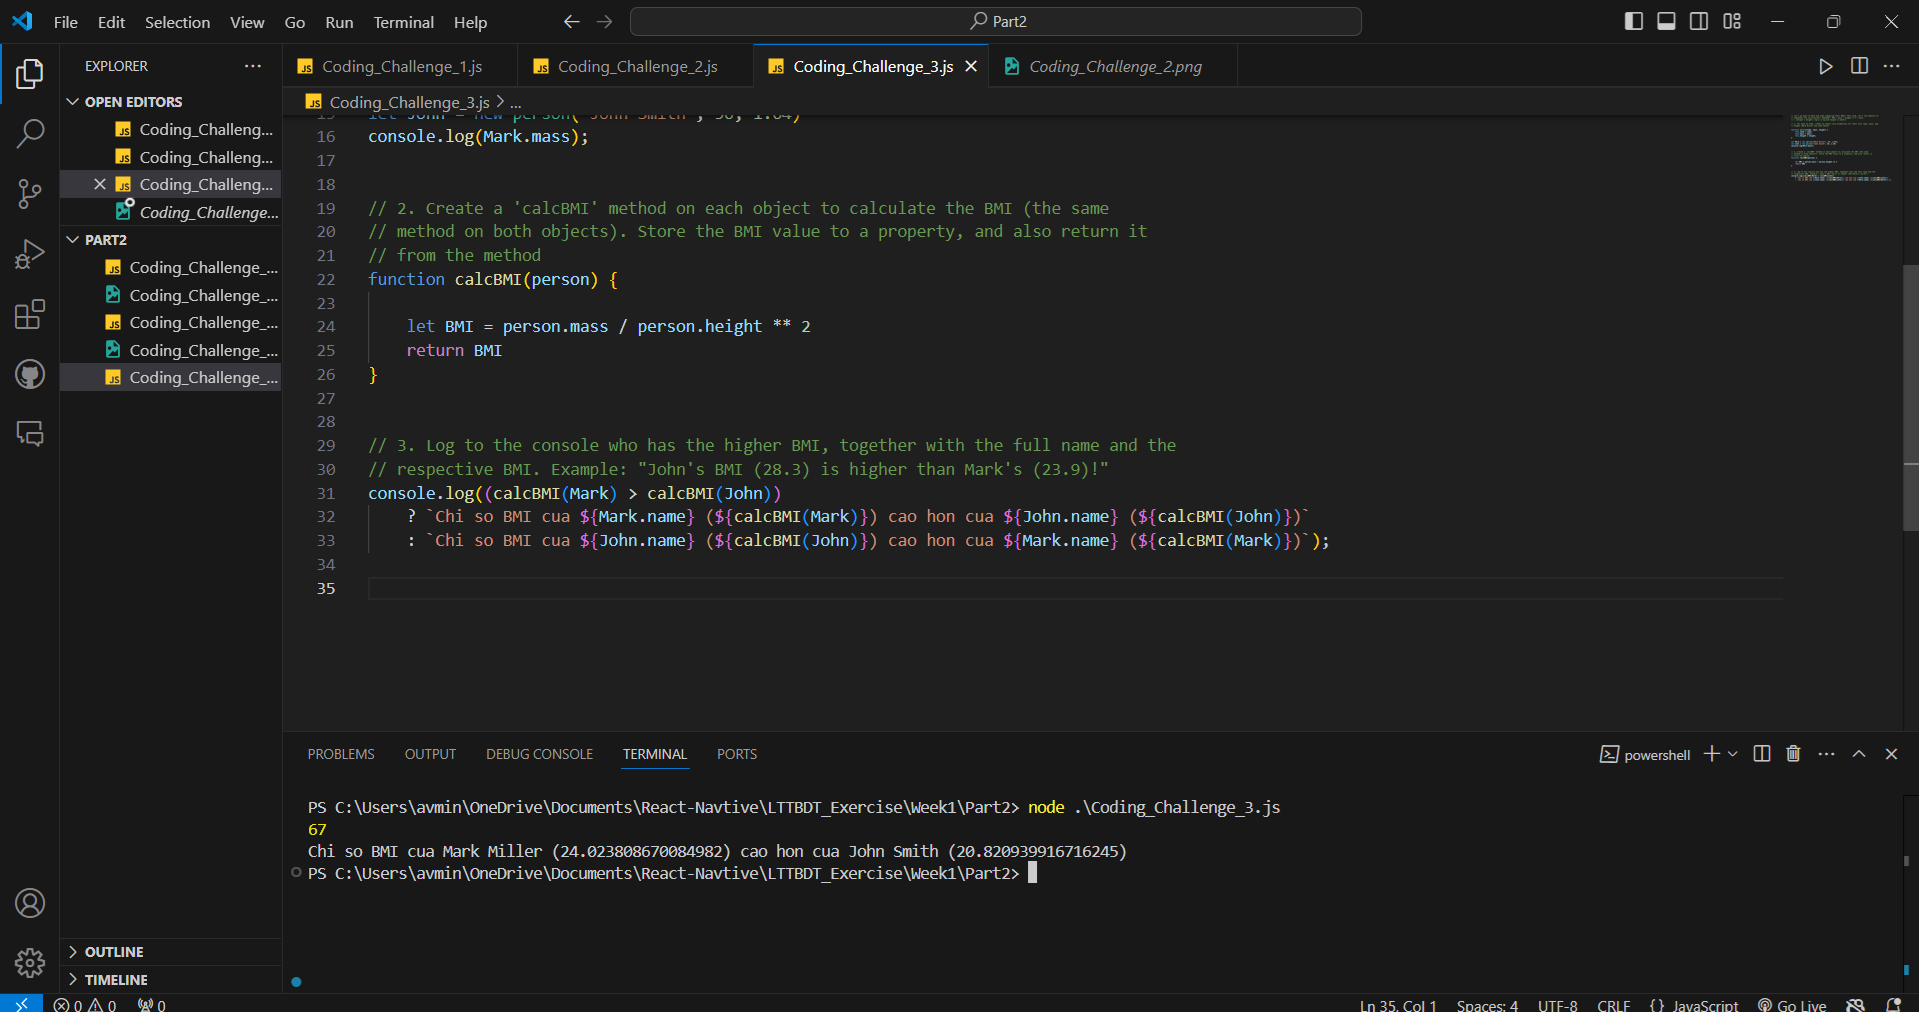 File Edit Selection View Go Run Terminal Help
Part2
EXPLORER
OPEN EDITORS
Coding_Challeng...
Coding_Challeng...
Coding_Challeng...
Coding_Challenge...
PART2
Coding_Challenge_...
Coding_Challenge_...
Coding_Challenge_...
Coding_Challenge_...
Coding_Challenge_...
OUTLINE
TIMELINE
Coding_Challenge_1.js Coding_Challenge_2.js Coding_Challenge_3.js Coding_Challenge_2.png
Coding_Challenge_3.js > ...
16 console.log(Mark.mass);
17
18
19 // 2. Create a 'calcBMI' method on each object to calculate the BMI (the same
20 // method on both objects). Store the BMI value to a property, and also return it
21 // from the method
22 function calcBMI(person) {
23
24 let BMI = person.mass / person.height ** 2
25 return BMI
26 }
27
28
29 // 3. Log to the console who has the higher BMI, together with the full name and the
30 // respective BMI. Example: "John's BMI (28.3) is higher than Mark's (23.9)!"
31 console.log((calcBMI(Mark) > calcBMI(John))
32 ? `Chi so BMI cua ${Mark.name} (${calcBMI(Mark)}) cao hon cua ${John.name} (${calcBMI(John)})`
33 : `Chi so BMI cua ${John.name} (${calcBMI(John)}) cao hon cua ${Mark.name} (${calcBMI(Mark)})`);
34
35
PROBLEMS OUTPUT DEBUG CONSOLE TERMINAL PORTS
powershell
PS C:\Users\avmin\OneDrive\Documents\React-Navtive\LTTBDT_Exercise\Week1\Part2> node .\Coding_Challenge_3.js
67
Chi so BMI cua Mark Miller (24.023808670084982) cao hon cua John Smith (20.820939916716245)
PS C:\Users\avmin\OneDrive\Documents\React-Navtive\LTTBDT_Exercise\Week1\Part2>
0 0 0 Ln 35, Col 1 Spaces: 4 UTF-8 CRLF {} JavaScript Go Live